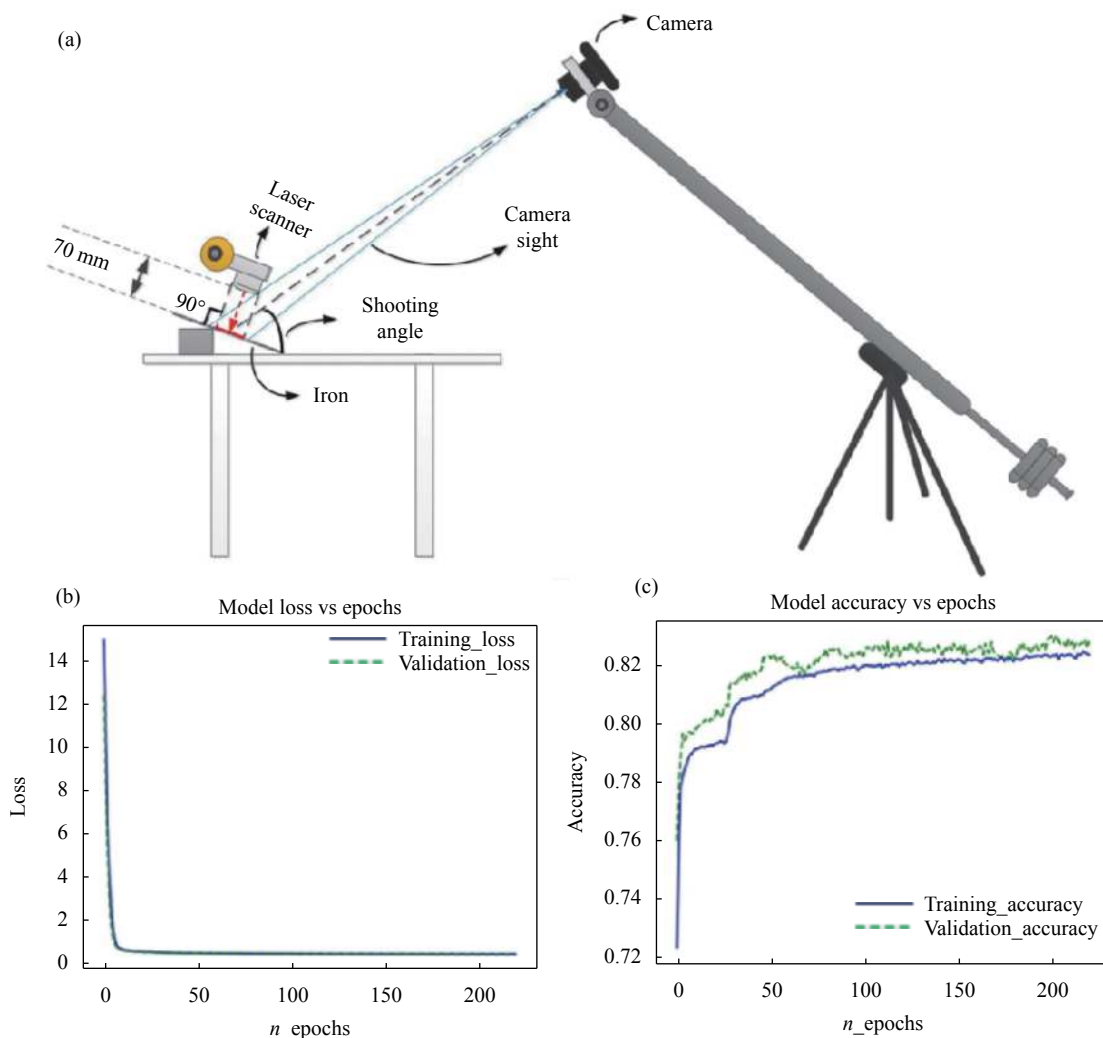 (a)
Camera
Laser
scanner
Camera
sight
70 mm
90°
Shooting
angle
Iron
(b)
Model loss vs epochs
Training_loss
Validation_loss
14
12
10
8
6
4
2
0
Loss
0
50
100
150
200
n epochs
(c)
Model accuracy vs epochs
0.82
0.80
0.78
0.76
0.74
0.72
Accuracy
Training_accuracy
Validation_accuracy
0
50
100
150
200
n_epochs